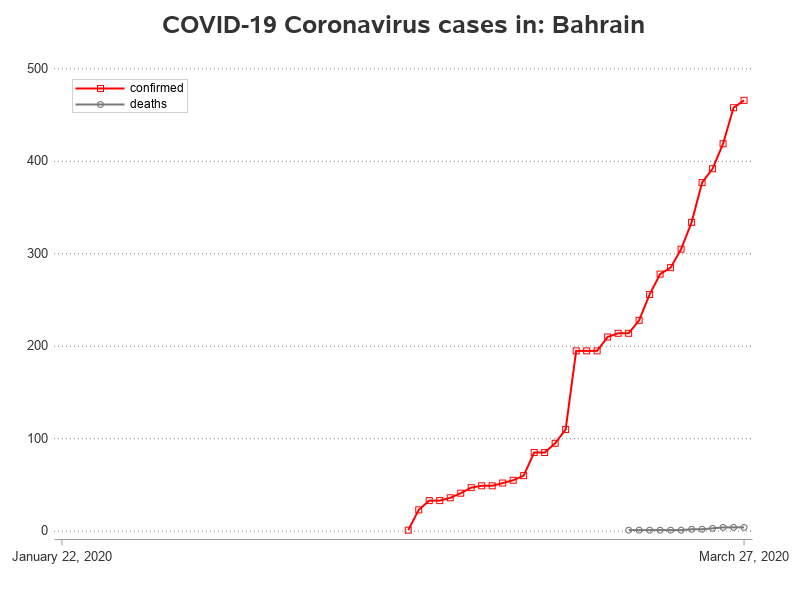 COVID-19 Coronavirus cases in: Bahrain
500
confirmed
deaths
400
300
200
100
0
January 22, 2020 March 27, 2020